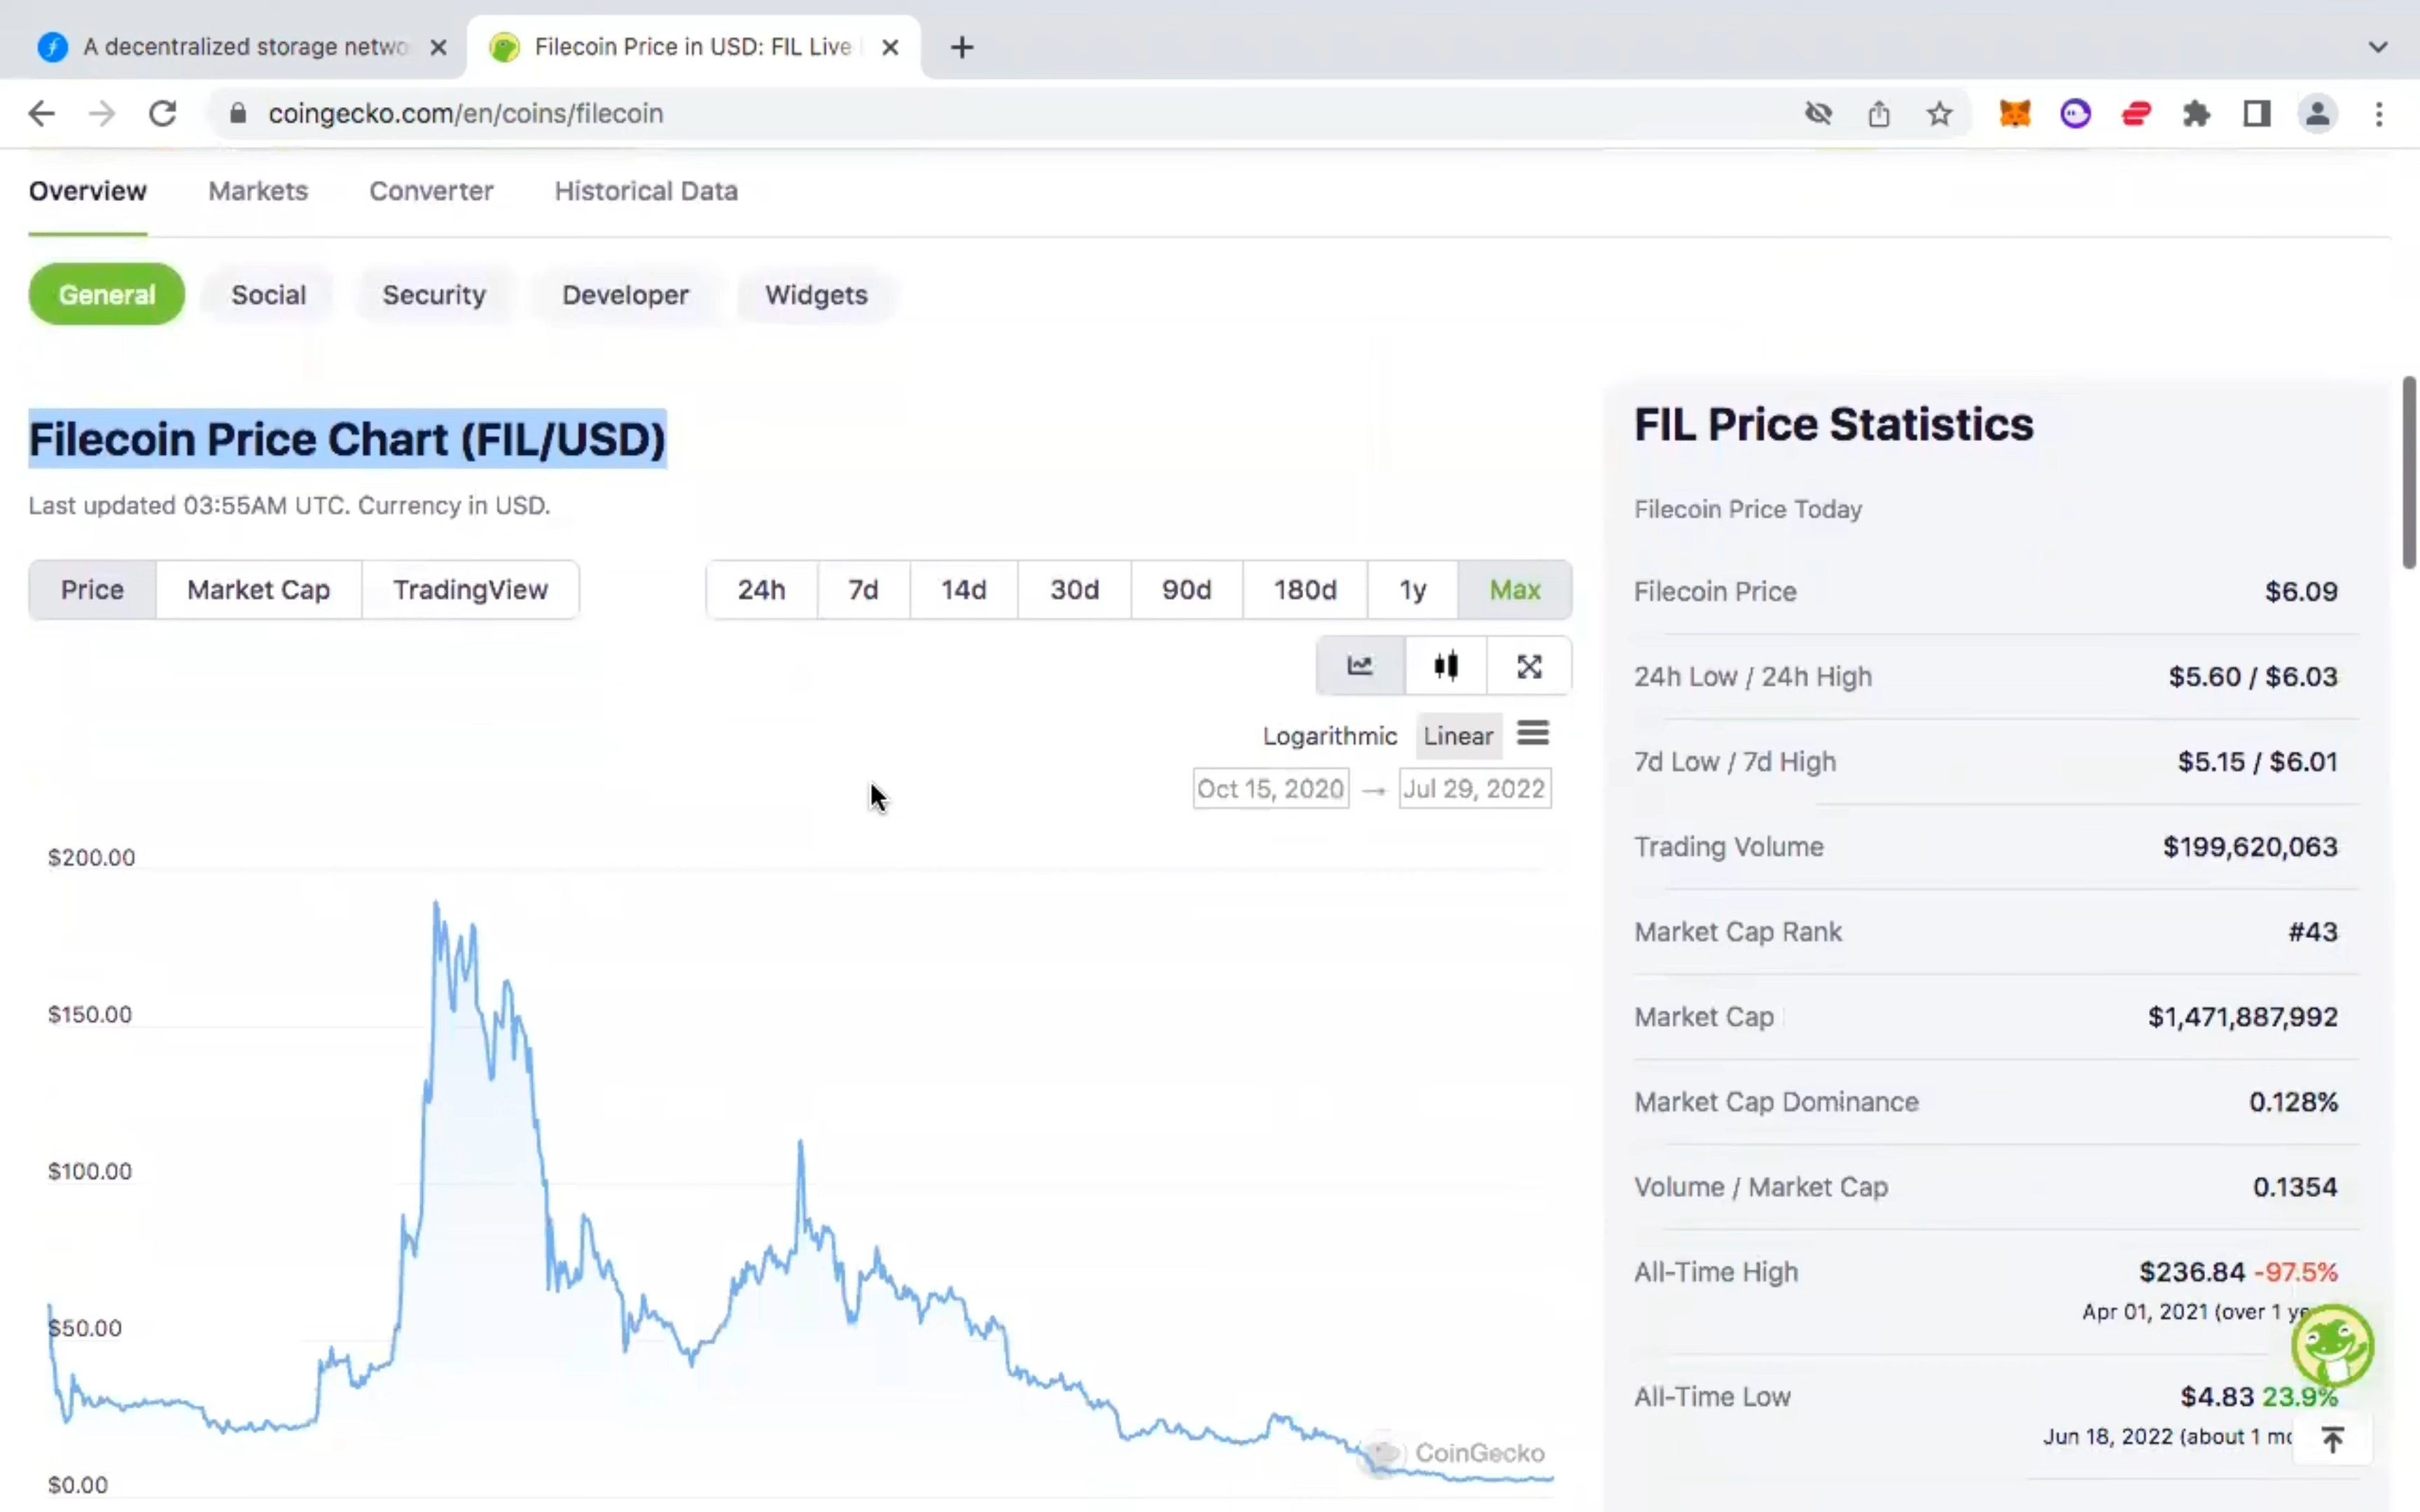 A decentralized storage netwo
Filecoin Price in USD: FIL Live
coingecko.com/en/coins/filecoin
Overview Markets Converter Historical Data
General Social Security Developer Widgets
Filecoin Price Chart (FIL/USD)
Last updated 03:55AM UTC. Currency in USD.
Price Market Cap TradingView 24h 7d 14d 30d 90d 180d 1y Max
Logarithmic Linear
Oct 15, 2020 → Jul 29, 2022
$200.00
$150.00
$100.00
$50.00
$0.00
CoinGecko
FIL Price Statistics
Filecoin Price Today
Filecoin Price $6.09
24h Low / 24h High $5.60 / $6.03
7d Low / 7d High $5.15 / $6.01
Trading Volume $199,620,063
Market Cap Rank #43
Market Cap $1,471,887,992
Market Cap Dominance 0.128%
Volume / Market Cap 0.1354
All-Time High $236.84 -97.5%
Apr 01, 2021 (over 1 ye
All-Time Low $4.83 23.9%
Jun 18, 2022 (about 1 mo